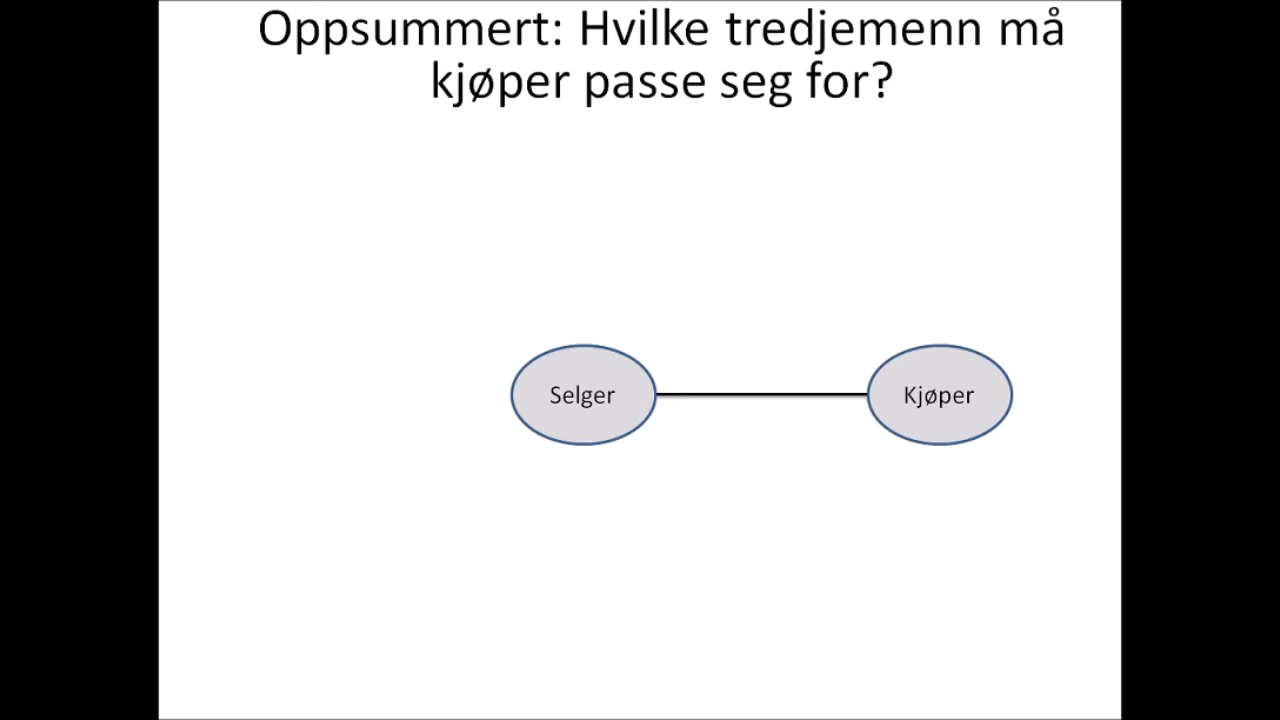 Oppsummert: Hvilke tredjemenn må
kjøper passe seg for?
Selger
Kjøper